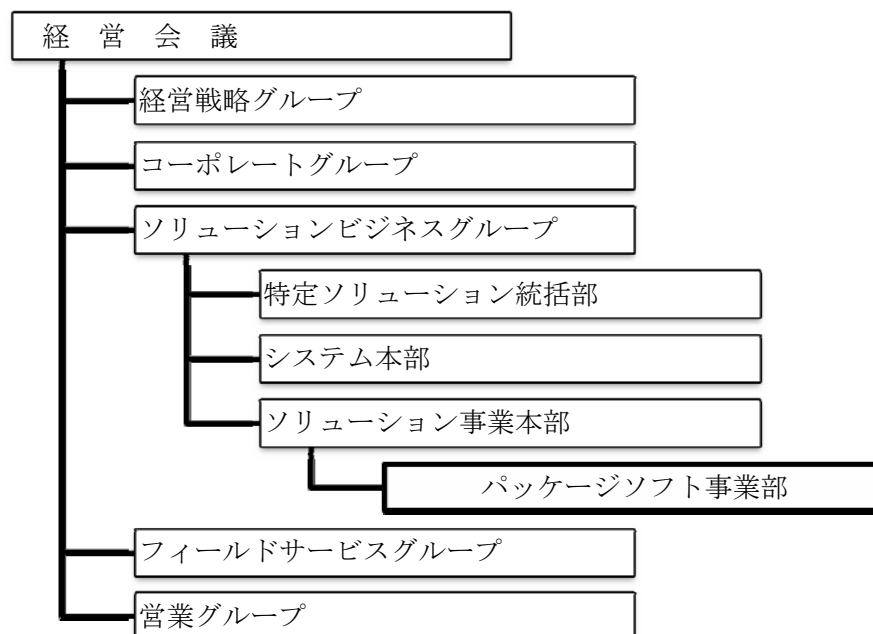 経 営 会 議
経営戦略グループ
コーポレートグループ
ソリューションビジネスグループ
特定ソリューション統括部
システム本部
ソリューション事業本部
パッケージソフト事業部
フィールドサービスグループ
営業グループ